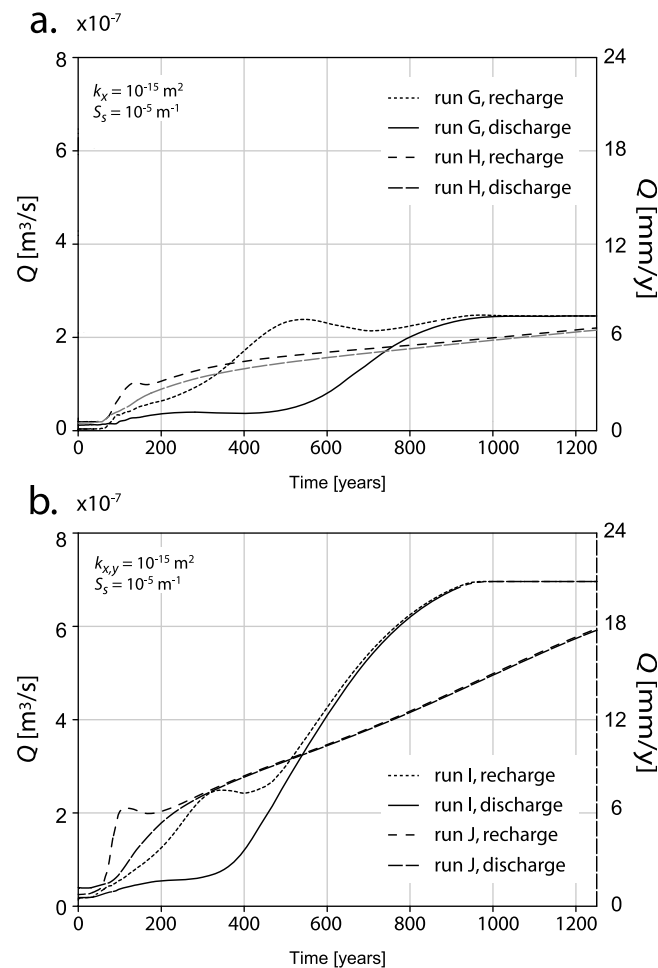 a. x10⁻⁷
8
24
kₓ = 10⁻¹⁵ m²
Sₛ = 10⁻⁵ m⁻¹
run G, recharge
run G, discharge
run H, recharge
run H, discharge
6
18
Q [m³/s]
Q [mm/y]
4
12
2
6
0
0
0 200 400 600 800 1000 1200
Time [years]
b. x10⁻⁷
8
24
kₓ,ᵧ = 10⁻¹⁵ m²
Sₛ = 10⁻⁵ m⁻¹
6
18
Q [m³/s]
Q [mm/y]
4
12
run I, recharge
run I, discharge
run J, recharge
run J, discharge
2
6
0
0
0 200 400 600 800 1000 1200
Time [years]